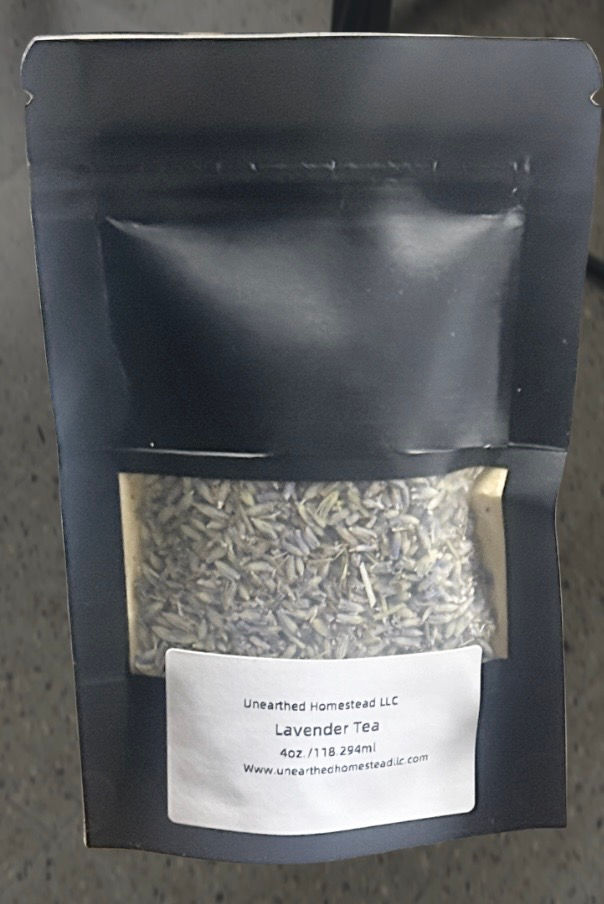 Unearthed Homestead LLC
Lavender Tea
4oz./118.294ml
Www.unearthedhomesteadllc.com